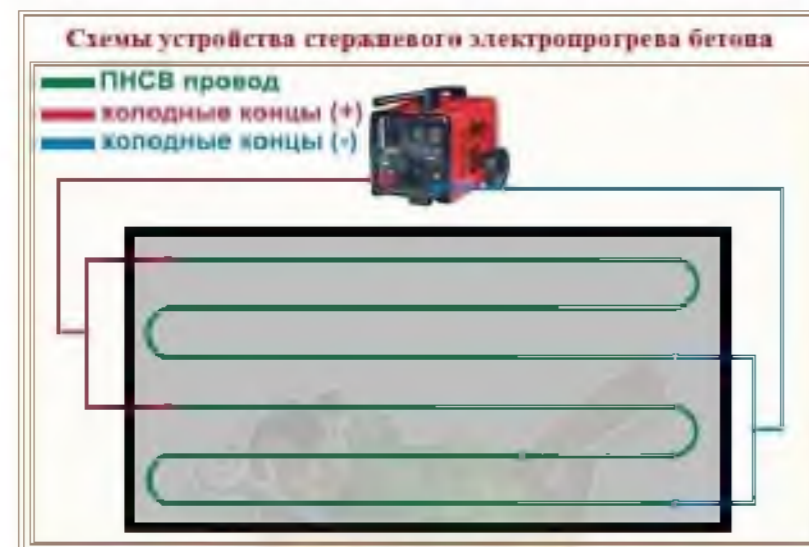 Схемы устройства стержневого электропрогрева бетона
ПНСВ провод
холодные концы (+)
холодные концы (-)